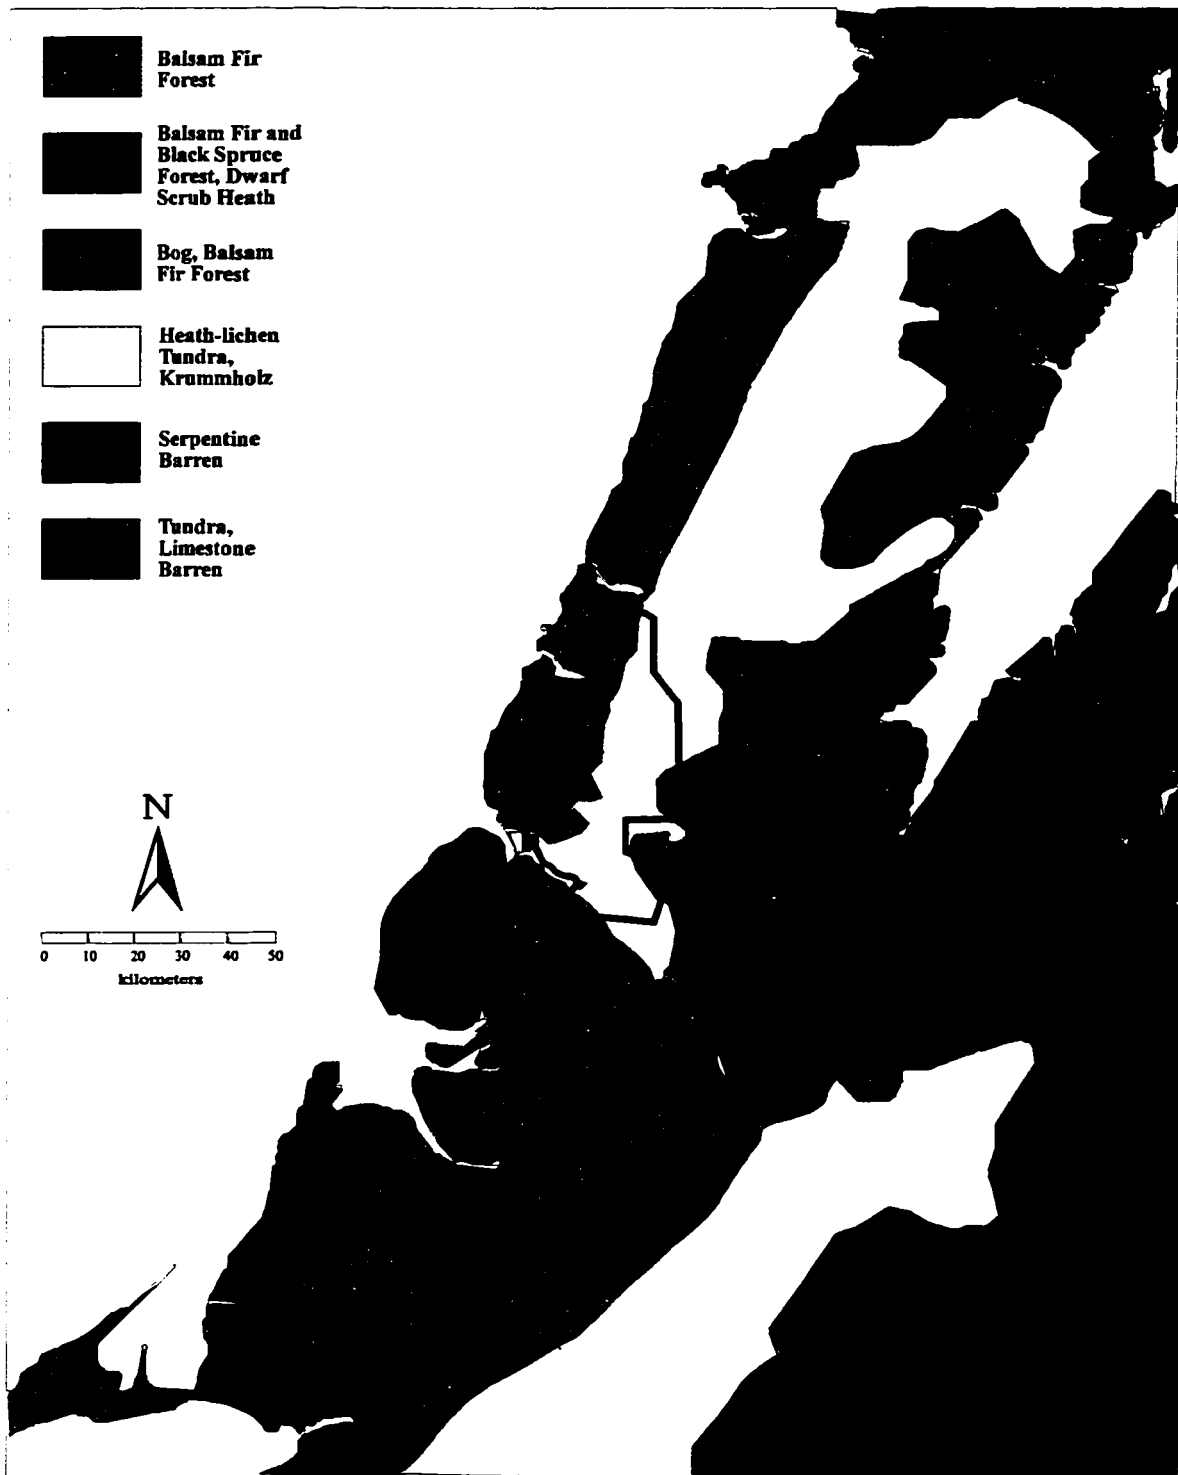 Balsam Fir
Forest
Balsam Fir and
Black Spruce
Forest, Dwarf
Scrub Heath
Bog, Balsam
Fir Forest
Heath-lichen
Tundra,
Krummholz
Serpentine
Barren
Tundra,
Limestone
Barren
N
0 10 20 30 40 50
kilometers